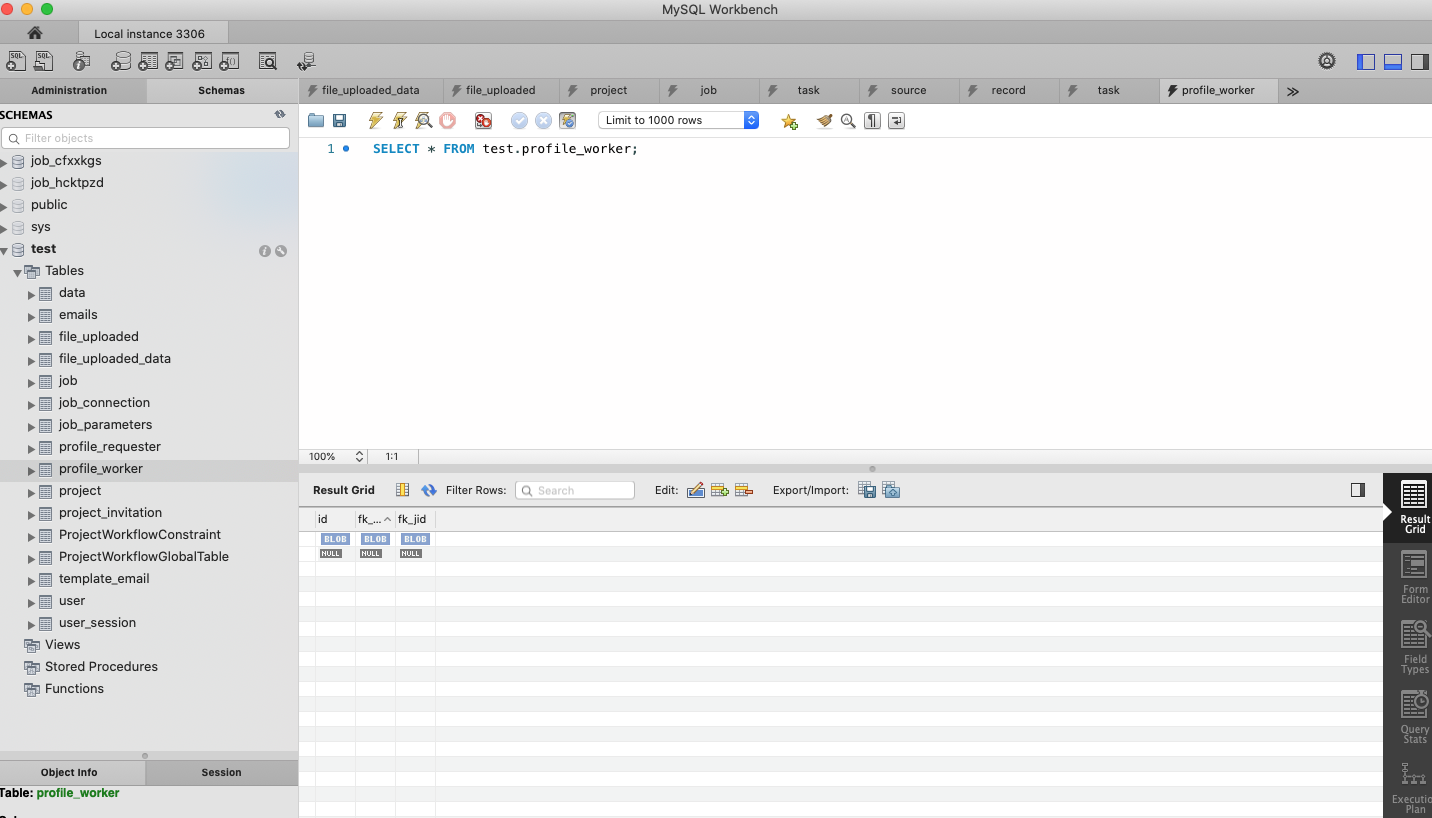 MySQL Workbench
Local instance 3306
Administration
Schemas
SCHEMAS
Filter objects
job_cfxxkgs
job_hcktpzd
public
sys
test
Tables
data
emails
file_uploaded
file_uploaded_data
job
job_connection
job_parameters
profile_requester
profile_worker
project
project_invitation
ProjectWorkflowConstraint
ProjectWorkflowGlobalTable
template_email
user
user_session
Views
Stored Procedures
Functions
Object Info
Session
Table: profile_worker
file_uploaded_data
file_uploaded
project
job
task
source
record
task
profile_worker
Limit to 1000 rows
1
SELECT * FROM test.profile_worker;
100%
1:1
Result Grid
Filter Rows:
Search
Edit:
Export/Import:
id
fk_...
fk_jid
BLOB BLOB BLOB
NULL NULL NULL
Result
Grid
Form
Editor
Field
Types
Query
Stats
Executio
Plan